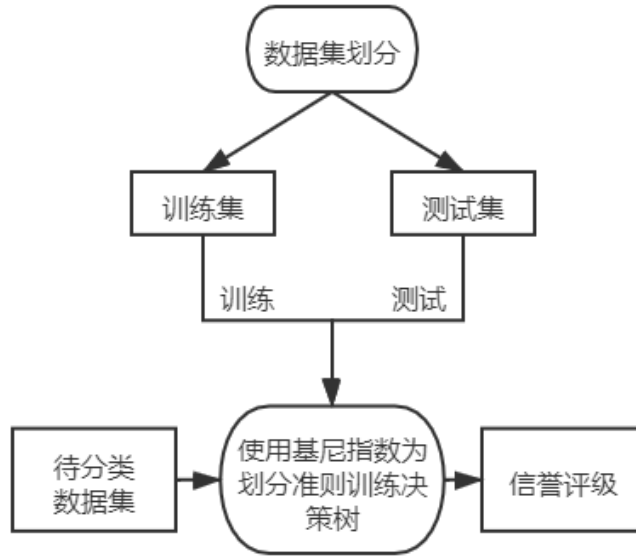 数据集划分
训练集
测试集
训练
测试
待分类
数据集
使用基尼指数为
划分准则训练决
策树
信誉评级